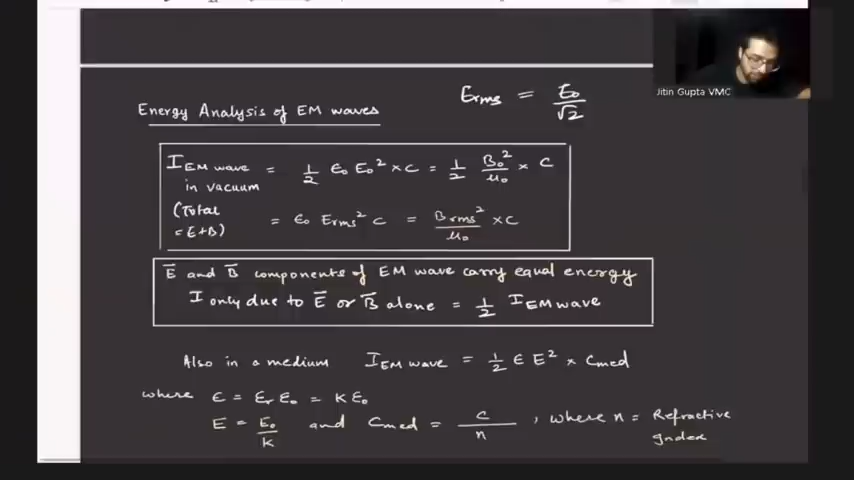 Energy Analysis of EM waves
Erms = E₀/√2
Jitin Gupta VMC
I EM wave in vacuum = 1/2 ε₀ E₀² × C = 1/2 B₀²/μ₀ × C
(Total = E+B) = ε₀ Erms² C = Brms²/μ₀ × C
E̅ and B̅ components of EM wave carry equal energy
I only due to E̅ or B̅ alone = 1/2 I EM wave
Also in a medium I EM wave = 1/2 ε E² × Cmed
where ε = εr ε₀ = K ε₀
E = E₀/K and Cmed = c/n , where n = Refractive
Index